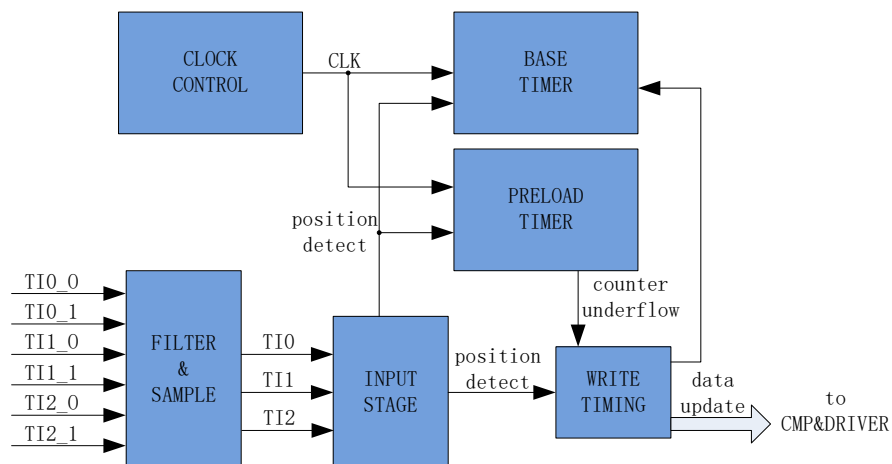 CLOCK
CONTROL
CLK
BASE
TIMER
PRELOAD
TIMER
position
detect
TI0_0
TI0_1
TI1_0
TI1_1
TI2_0
TI2_1
FILTER
&
SAMPLE
TI0
TI1
TI2
INPUT
STAGE
position
detect
counter
underflow
WRITE
TIMING
data
update
to
CMP&DRIVER